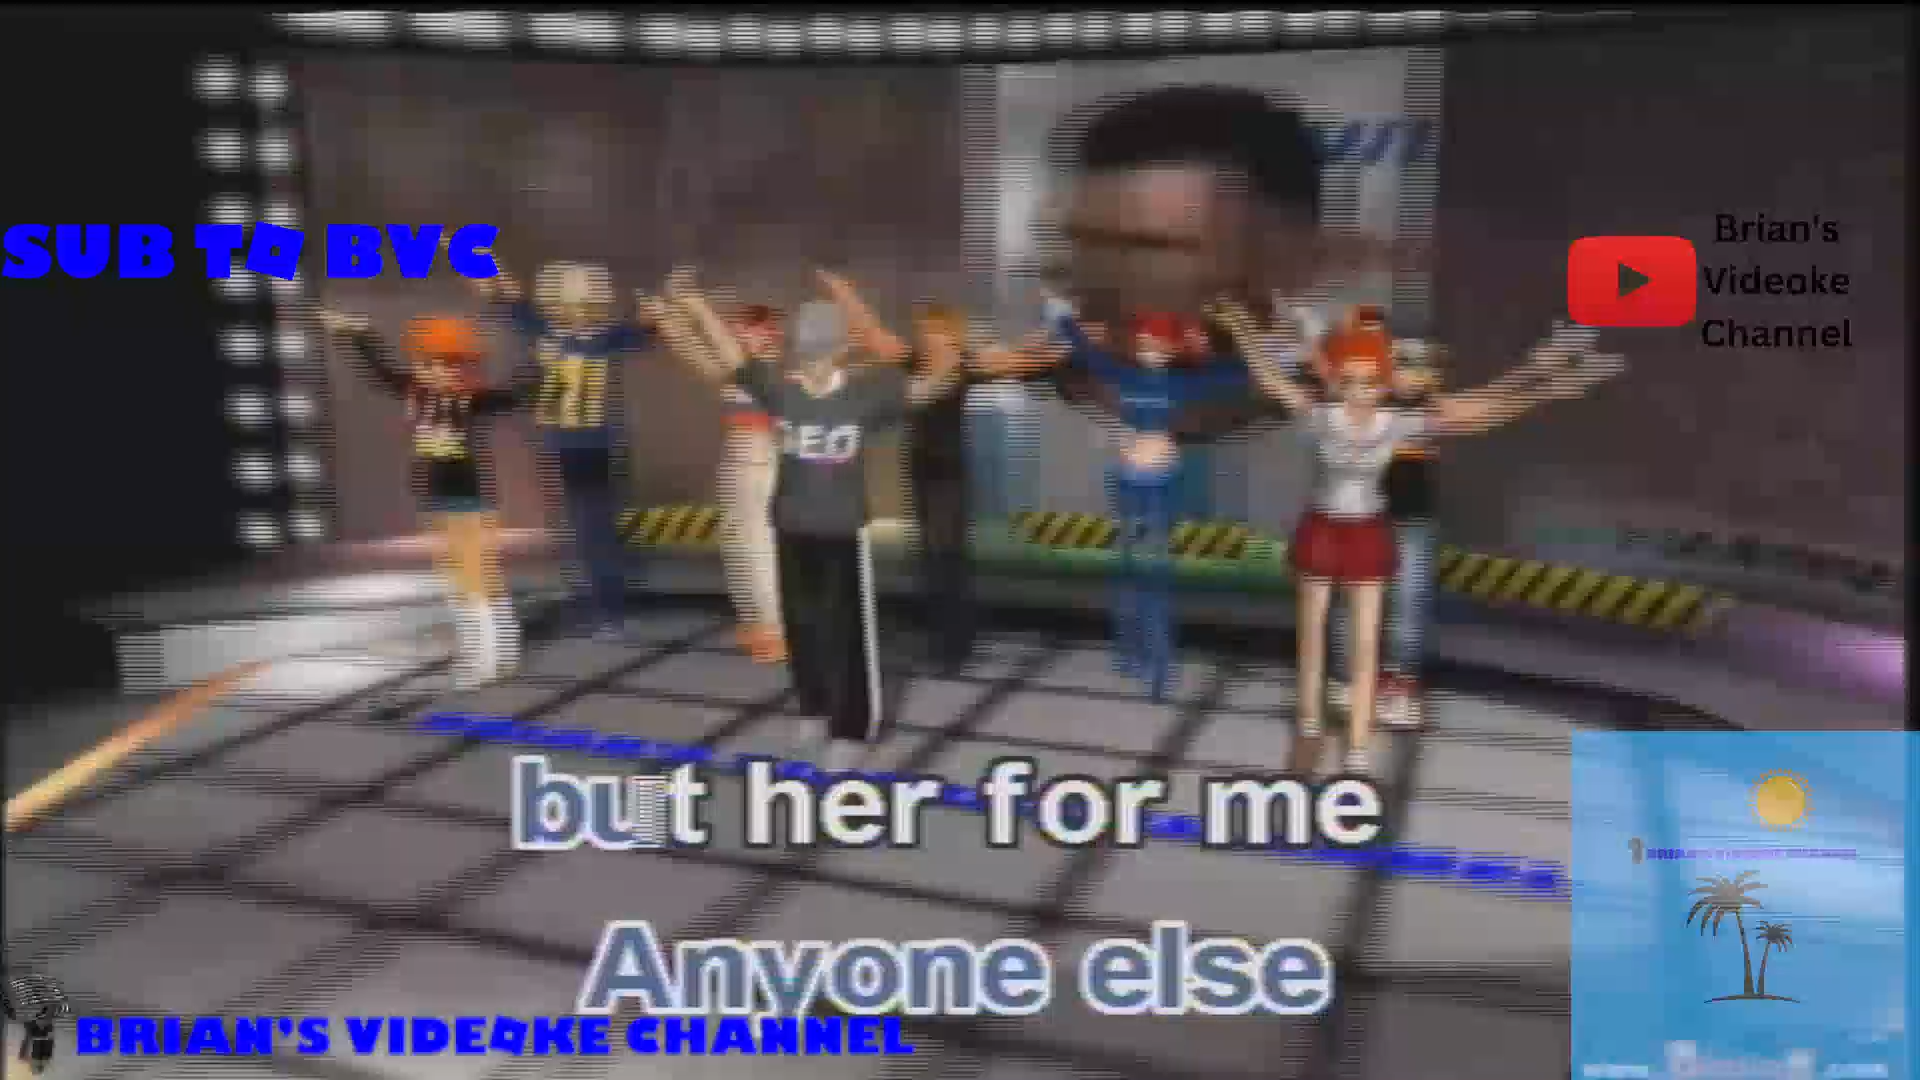 SUB TO BVC
Brian's
Videoke
Channel
but her for me
Anyone else
BRIAN'S VIDEOKE CHANNEL